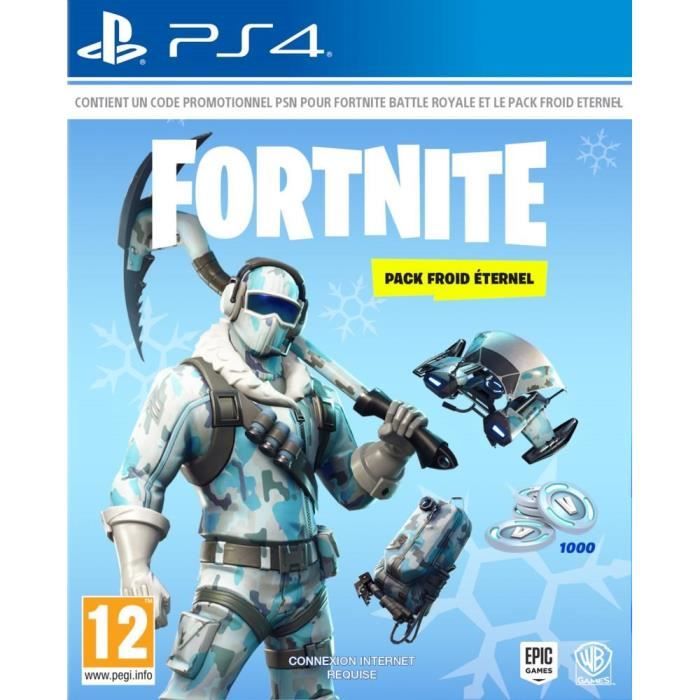 PS4
CONTIENT UN CODE PROMOTIONNEL PSN POUR FORTNITE BATTLE ROYALE ET LE PACK FROID ETERNEL
FORTNITE
PACK FROID ÉTERNEL
1000
12
www.pegi.info
CONNEXION INTERNET
REQUISE
EPIC
GAMES
WB
GAMES